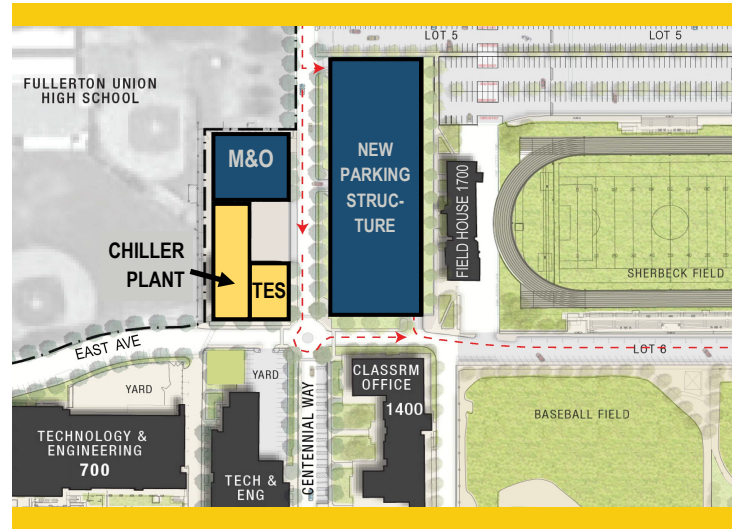 LOT 5
LOT 5
FULLERTON UNION
HIGH SCHOOL
M&O
NEW
PARKING
STRUC-
TURE
FIELD HOUSE 1700
CHILLER
PLANT
TES
SHERBECK FIELD
EAST AVE
LOT 6
YARD
YARD
CENTENNIAL WAY
CLASSRM
OFFICE
1400
BASEBALL FIELD
TECHNOLOGY &
ENGINEERING
700
TECH &
ENG